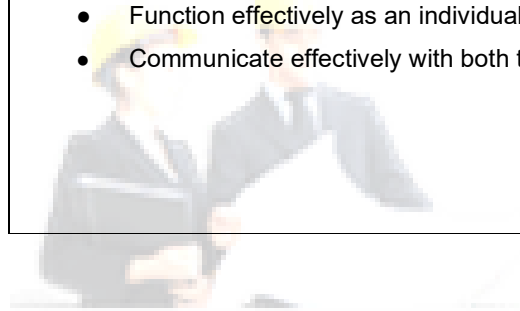 ● Function effectively as an individual
● Communicate effectively with both t